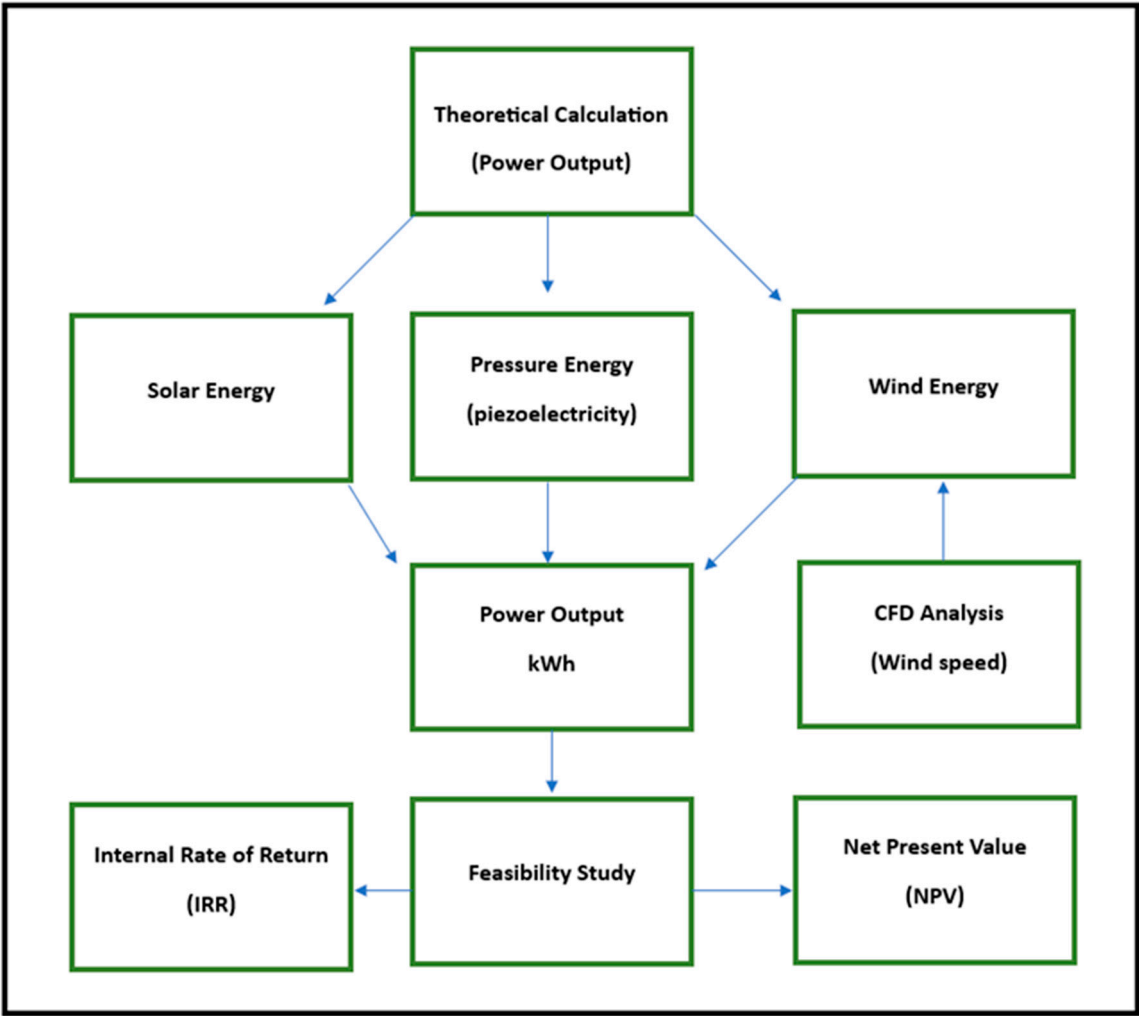 Theoretical Calculation
(Power Output)
Solar Energy
Pressure Energy
(piezoelectricity)
Wind Energy
Power Output
kWh
CFD Analysis
(Wind speed)
Internal Rate of Return
(IRR)
Feasibility Study
Net Present Value
(NPV)